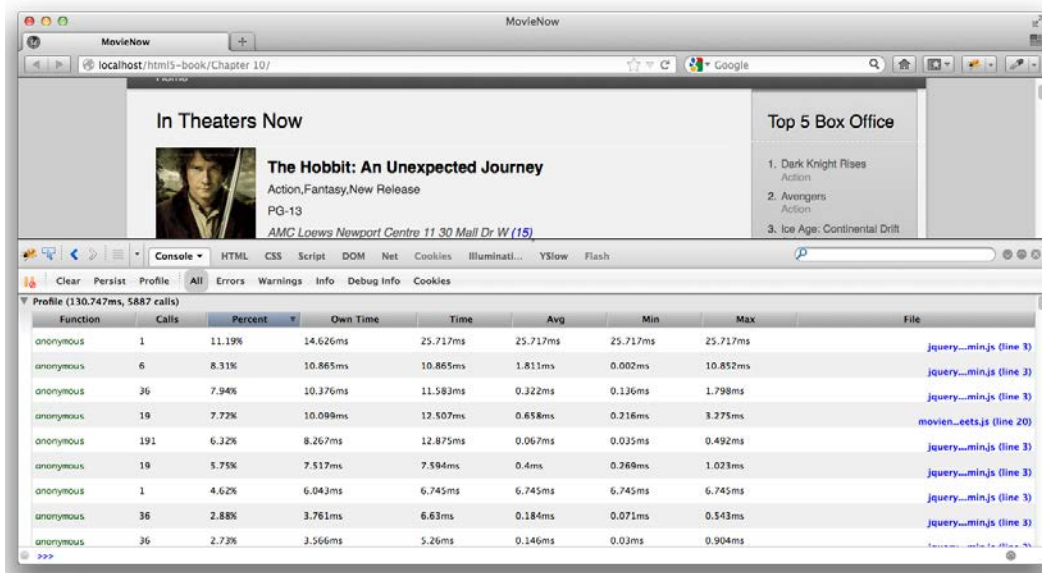 MovieNow
MovieNow
localhost/html5-book/Chapter 10/
Google
Home
In Theaters Now
The Hobbit: An Unexpected Journey
Action,Fantasy,New Release
PG-13
AMC Loews Newport Centre 11 30 Mall Dr W (15)
Top 5 Box Office
1. Dark Knight Rises
Action
2. Avengers
Action
3. Ice Age: Continental Drift
Console HTML CSS Script DOM Net Cookies Illuminati... YSlow Flash
Clear Persist Profile All Errors Warnings Info Debug Info Cookies
Profile (130.747ms, 5887 calls)
Function Calls Percent Own Time Time Avg Min Max File
anonymous 1 11.19% 14.626ms 25.717ms 25.717ms 25.717ms 25.717ms jquery....min.js (line 3)
anonymous 6 8.31% 10.865ms 10.865ms 1.811ms 0.002ms 10.852ms jquery....min.js (line 3)
anonymous 36 7.94% 10.376ms 11.583ms 0.322ms 0.136ms 1.798ms jquery....min.js (line 3)
anonymous 19 7.72% 10.099ms 12.507ms 0.658ms 0.216ms 3.275ms movien...eets.js (line 20)
anonymous 191 6.32% 8.267ms 12.875ms 0.067ms 0.035ms 0.492ms jquery....min.js (line 3)
anonymous 19 5.75% 7.517ms 7.594ms 0.4ms 0.269ms 1.023ms jquery....min.js (line 3)
anonymous 1 4.62% 6.043ms 6.745ms 6.745ms 6.745ms 6.745ms jquery....min.js (line 3)
anonymous 36 2.88% 3.761ms 6.63ms 0.184ms 0.071ms 0.543ms jquery....min.js (line 3)
anonymous 36 2.73% 3.566ms 5.26ms 0.146ms 0.03ms 0.904ms
>>>